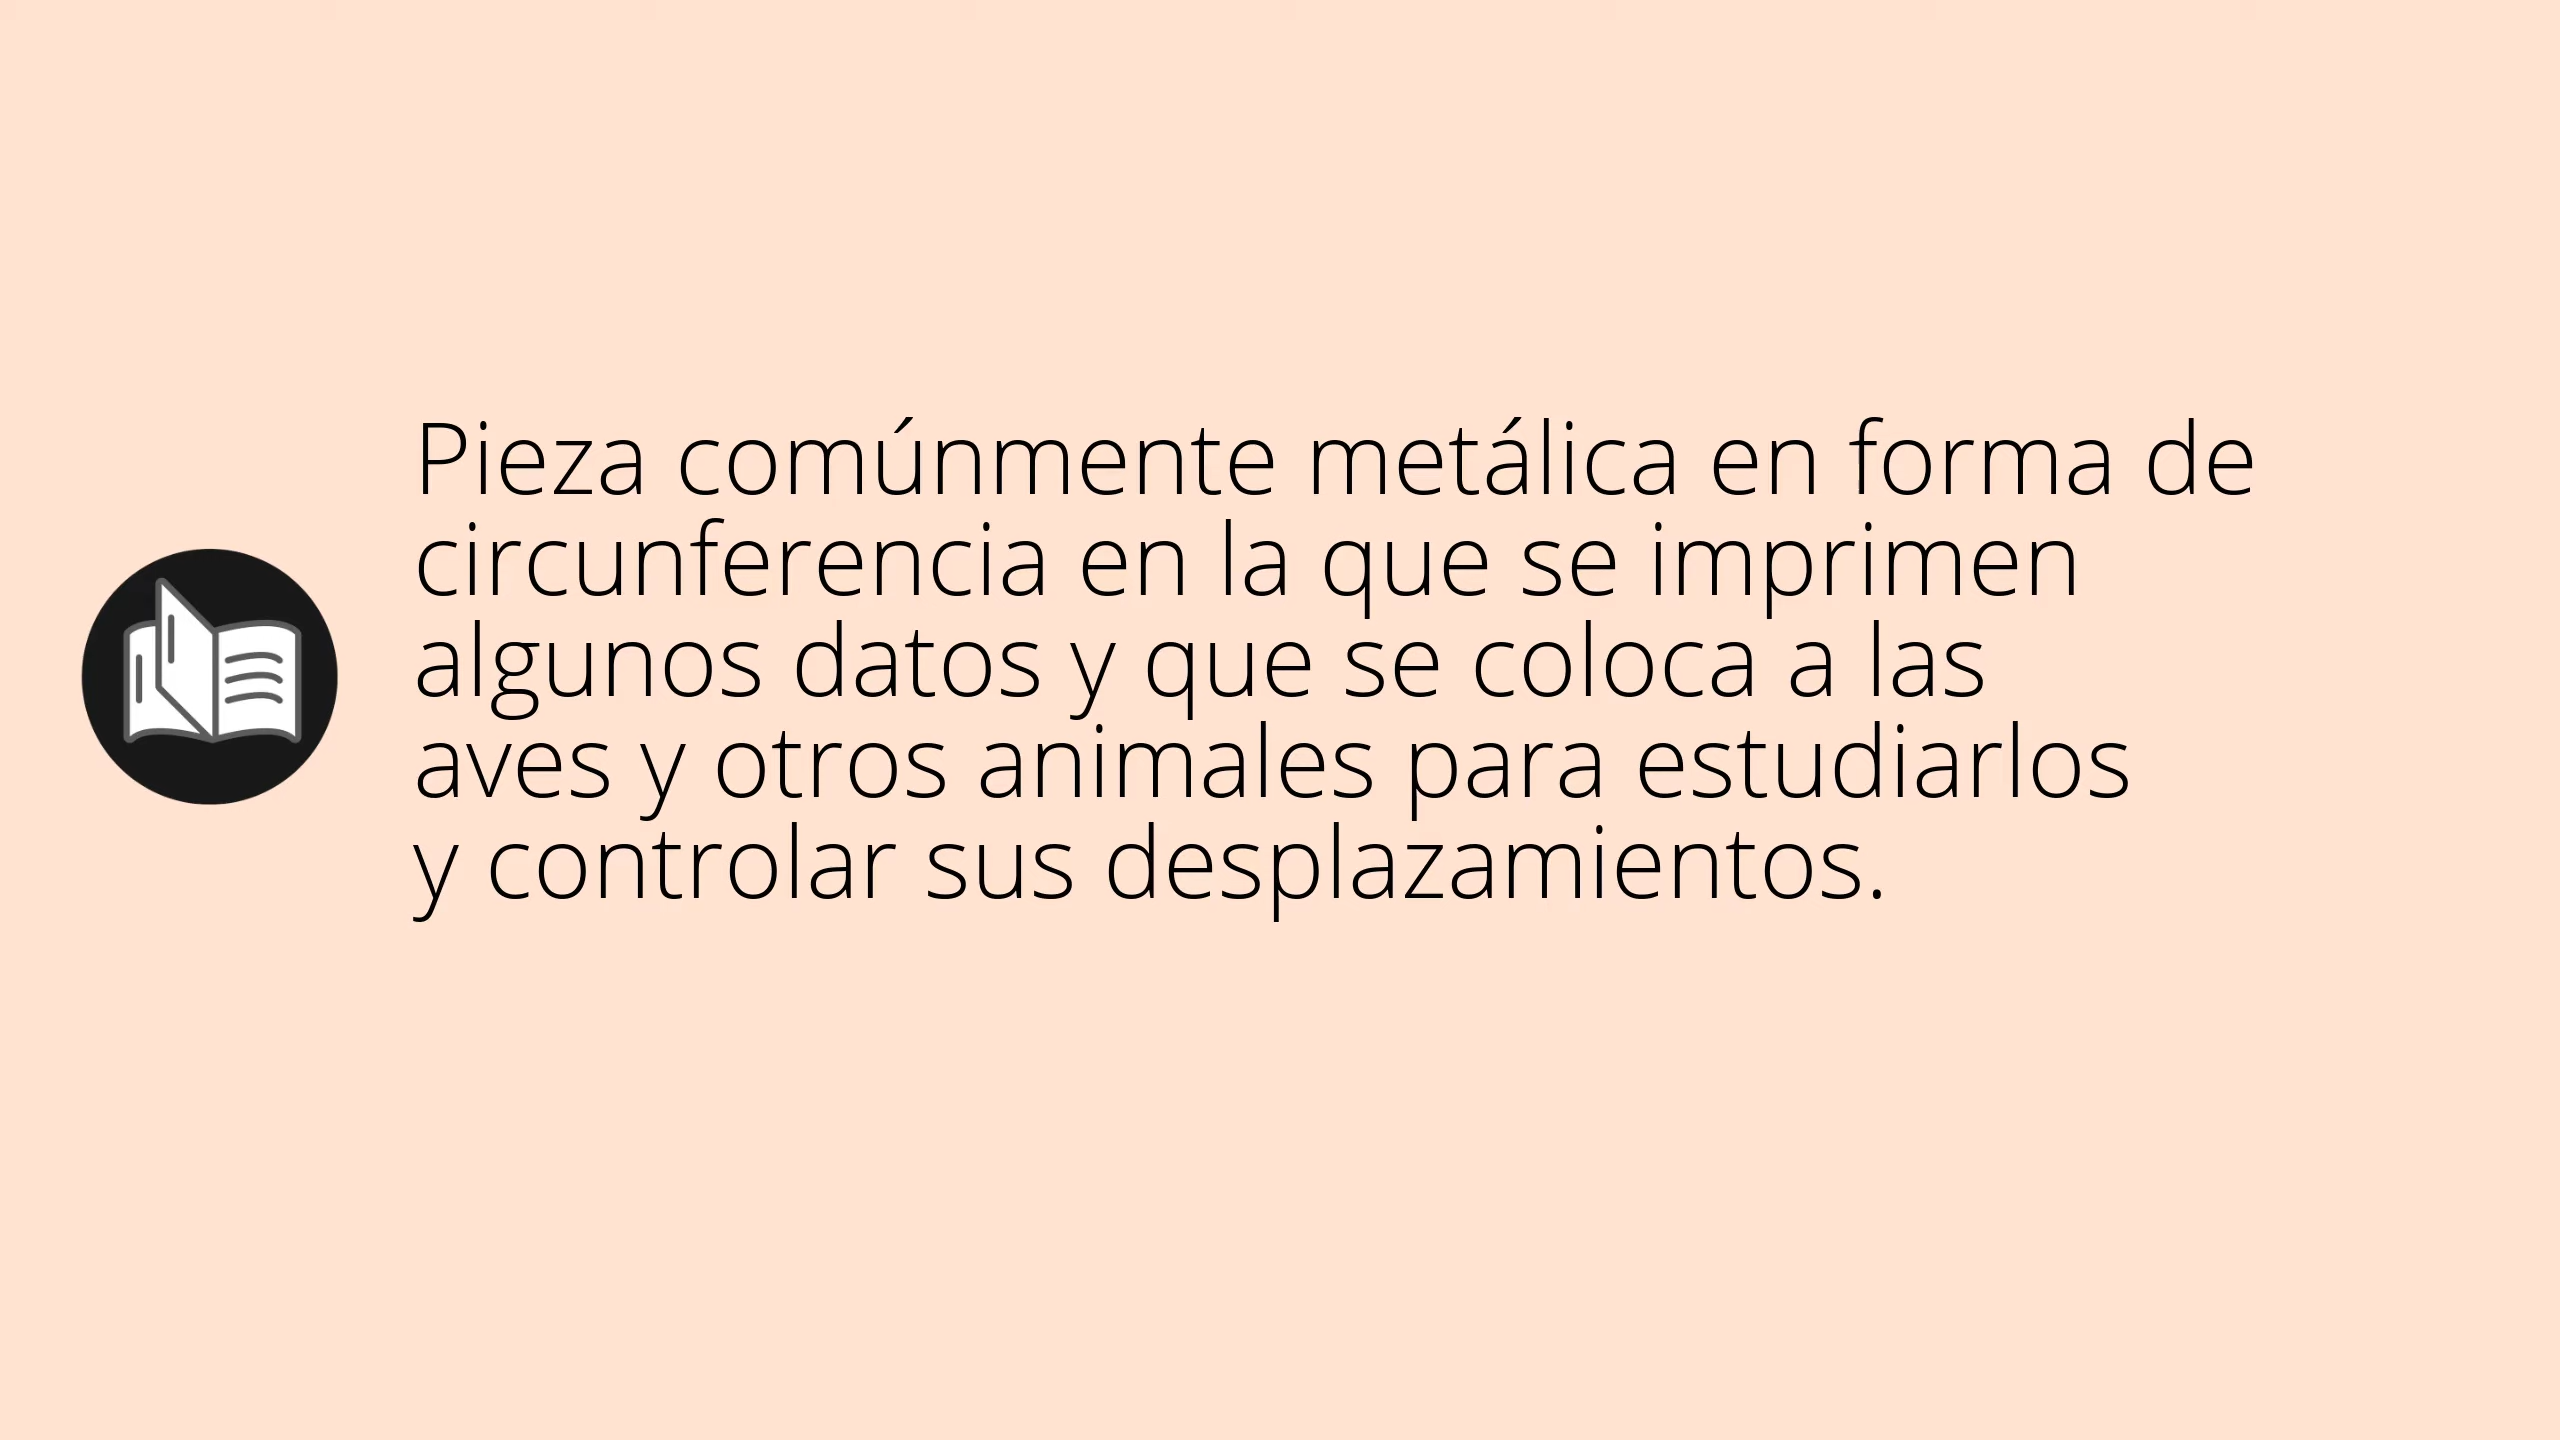 Pieza comúnmente metálica en forma de
circunferencia en la que se imprimen
algunos datos y que se coloca a las
aves y otros animales para estudiarlos
y controlar sus desplazamientos.